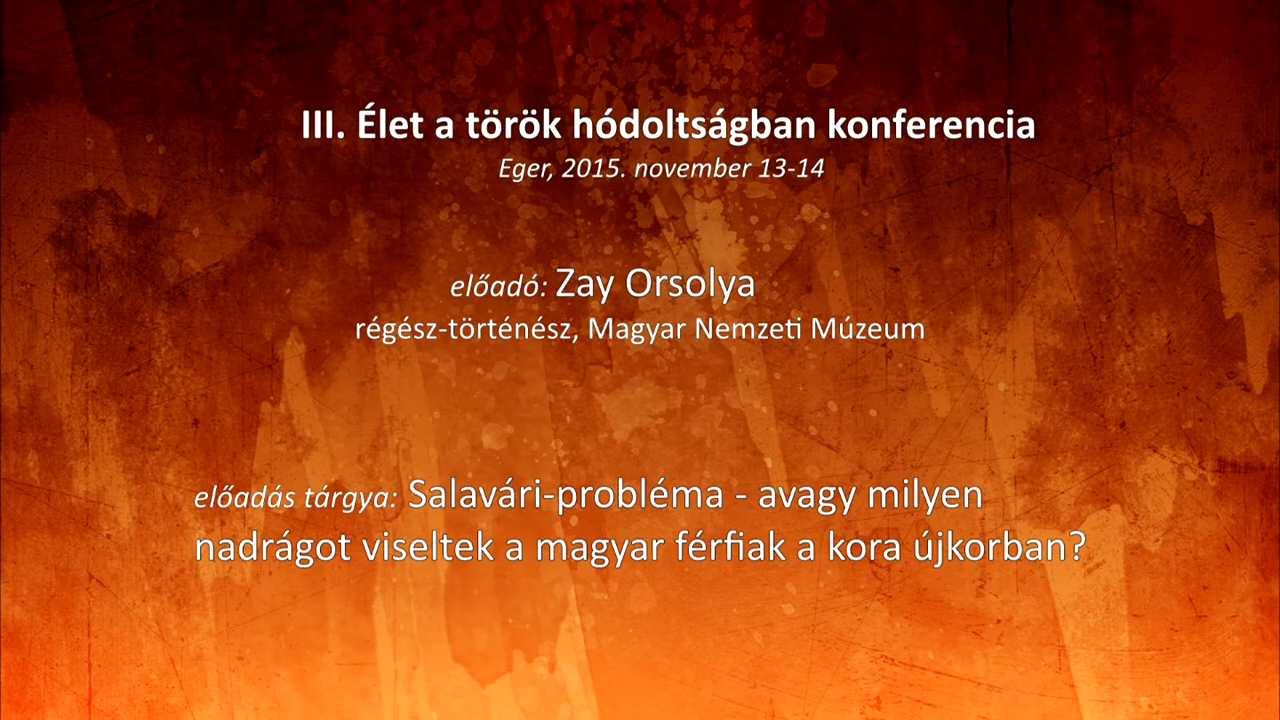 III. Élet a török hódoltságban konferencia
Eger, 2015. november 13-14
előadó: Zay Orsolya
régész-történész, Magyar Nemzeti Múzeum
előadás tárgya: Salavári-probléma - avagy milyen
nadrágot viseltek a magyar férfiak a kora újkorban?